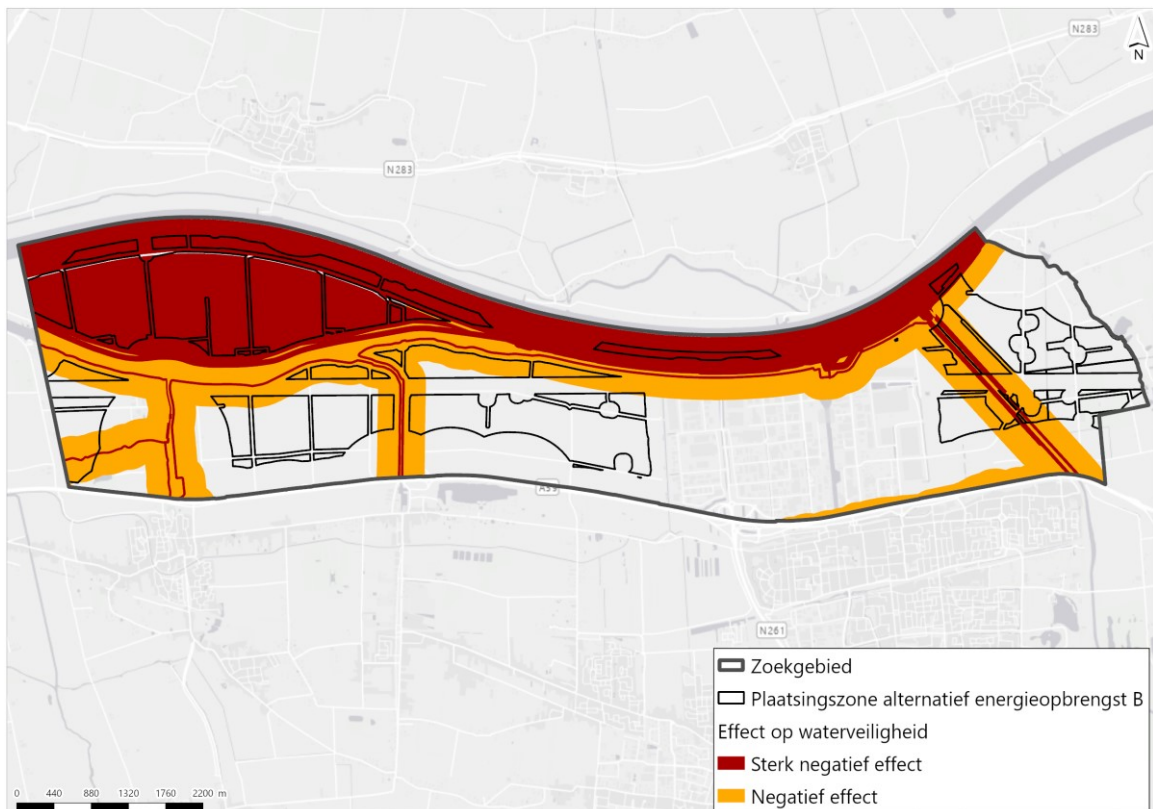 N283
N
N283
A59
N261
Zoekgebied
Plaatsingszone alternatief energieopbrengst B
Effect op waterveiligheid
Sterk negatief effect
Negatief effect
0 440 880 1320 1760 2200 m